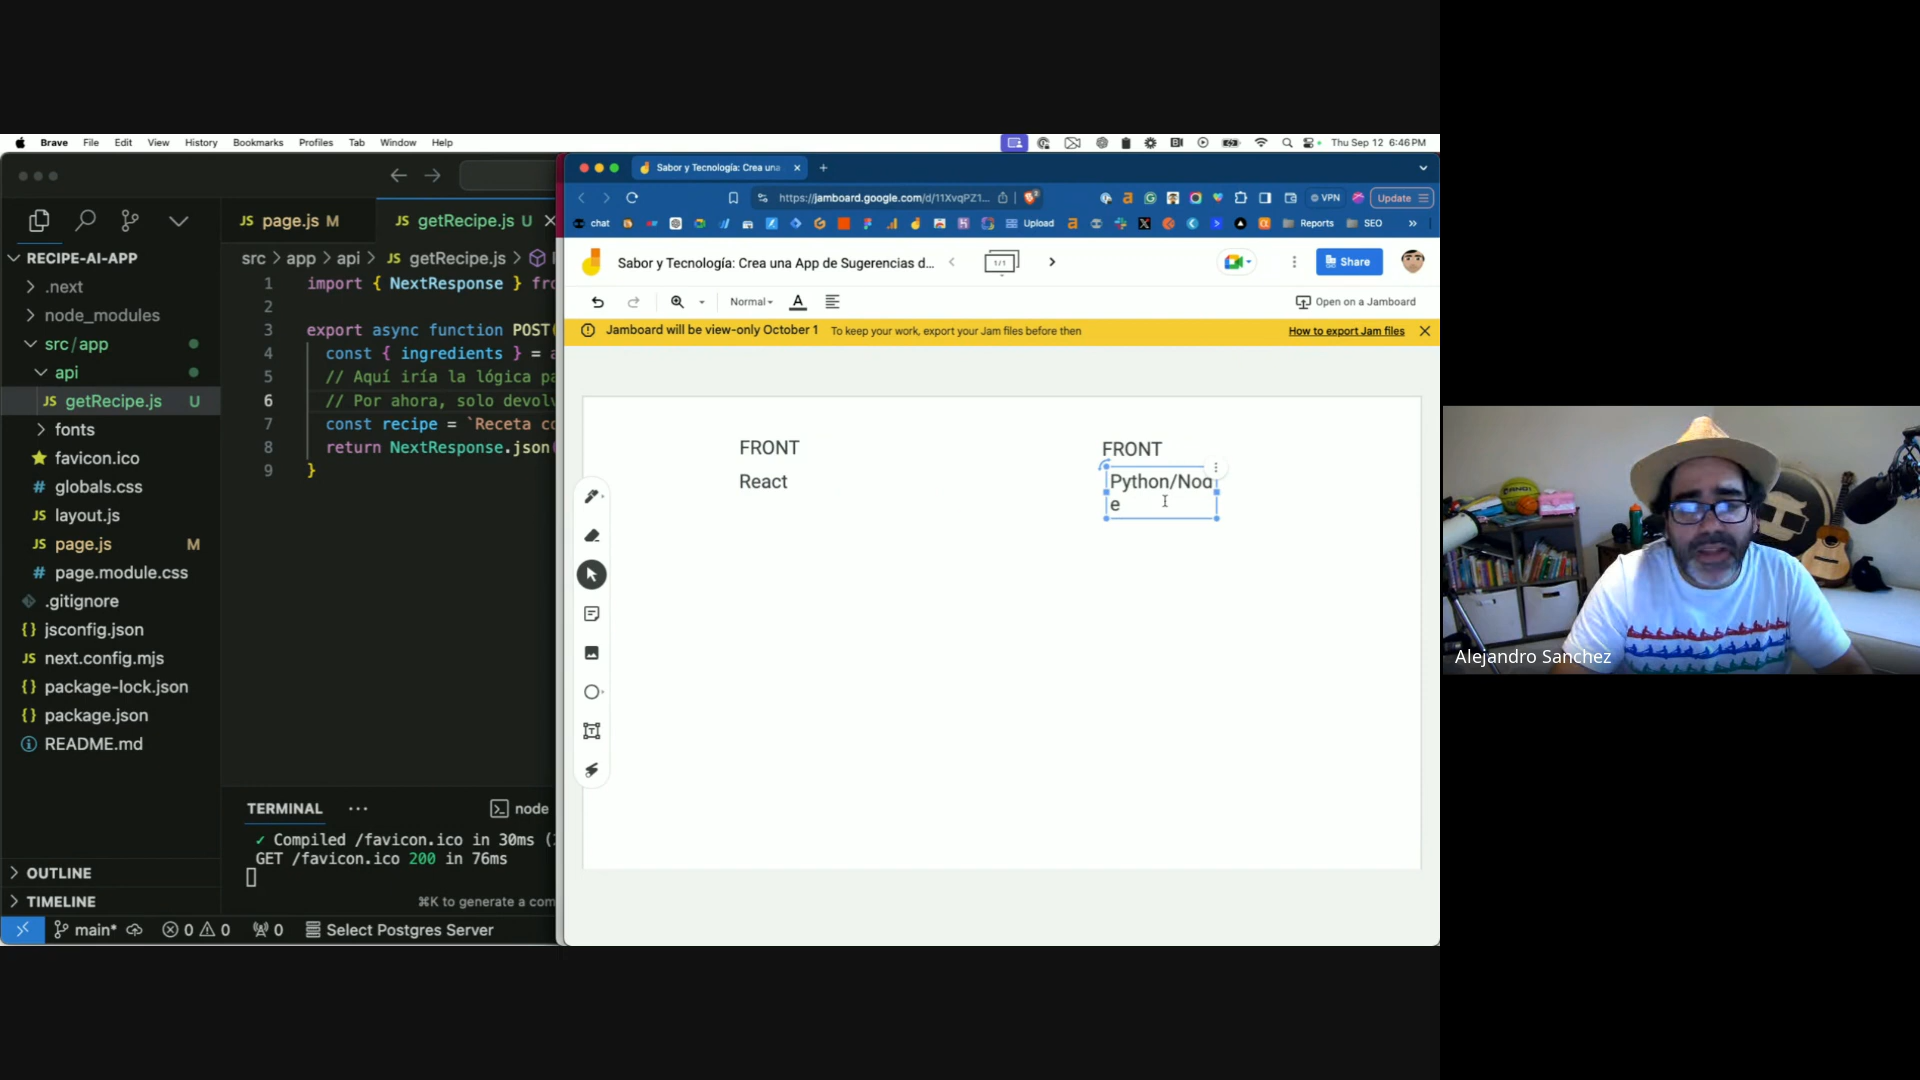 Brave File Edit View History Bookmarks Profiles Tab Window Help
Thu Sep 12 6:46 PM
Sabor y Tecnología: Crea una
https://jamboard.google.com/d/11XvqPZ1...
VPN
Update
chat
Upload
Reports
SEO
page.js M
getRecipe.js U
RECIPE-AI-APP
.next
node_modules
src/app
api
getRecipe.js U
fonts
favicon.ico
globals.css
layout.js
page.js M
page.module.css
.gitignore
jsconfig.json
next.config.mjs
package-lock.json
package.json
README.md
OUTLINE
TIMELINE
src > app > api > JS getRecipe.js >
1 import { NextResponse } fro
2
3 export async function POST(
4 const { ingredients } = a
5 // Aquí iría la lógica pa
6 // Por ahora, solo devolv
7 const recipe = `Receta co
8 return NextResponse.json(
9 }
TERMINAL ··· node
✓ Compiled /favicon.ico in 30ms (
GET /favicon.ico 200 in 76ms
⌘K to generate a com
main* 0 0 0 Select Postgres Server
Sabor y Tecnología: Crea una App de Sugerencias d...
1/1
Share
Normal
A
Open on a Jamboard
Jamboard will be view-only October 1 To keep your work, export your Jam files before then How to export Jam files
FRONT
React
FRONT
Python/Nod
e
Alejandro Sanchez